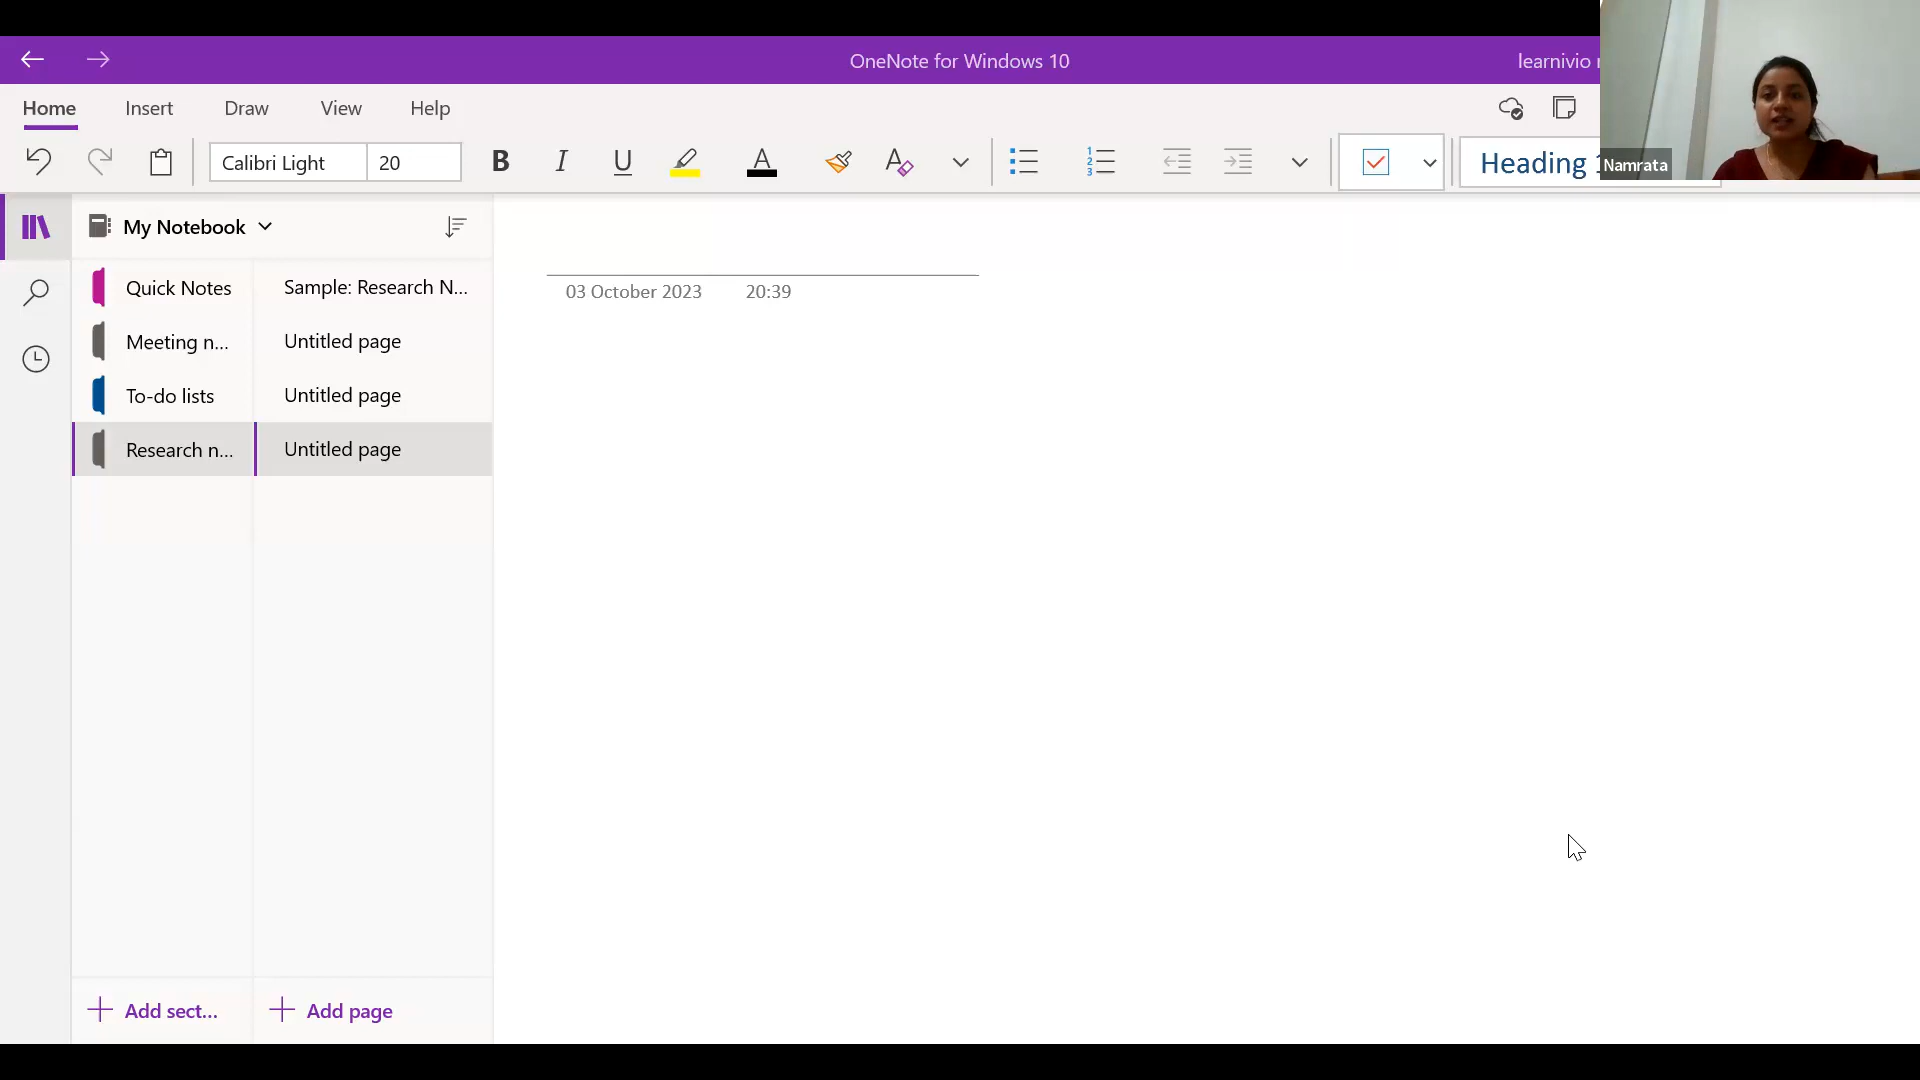 OneNote for Windows 10
learnivio
Home Insert Draw View Help
Calibri Light 20 B I U A A Heading 1
Namrata
My Notebook
Quick Notes
Meeting n...
To-do lists
Research n...
Sample: Research N...
Untitled page
Untitled page
Untitled page
03 October 2023 20:39
Add sect...
Add page